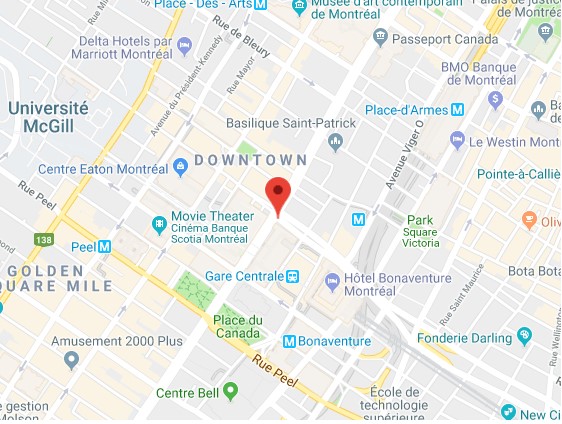 Place - Des - Arts
Musée d'art contemporain
de Montréal
Palais de justice
de Montréal
Delta Hotels par
Marriott Montréal
Rue de Bleury
Passeport Canada
Avenue du Président-Kennedy
Rue Mayor
BMO Banque
de Montréal
Université
McGill
Place-d'Armes
Basilique Saint-Patrick
Avenue Viger O
Le Westin Mont
DOWNTOWN
Centre Eaton Montréal
Pointe-à-Calliè
Rue Peel
Movie Theater
Cinéma Banque
Scotia Montréal
Park
Square
Victoria
Oliv
138
Peel
GOLDEN
QUARE MILE
Gare Centrale
Hôtel Bonaventure
Montréal
Bota Bota
Rue Saint Maurice
Rue Wellington
Place du
Canada
Amusement 2000 Plus
Bonaventure
Fonderie Darling
Rue Peel
Centre Bell
École de
technologie
supérieure
e gestion
Molson
New Ci